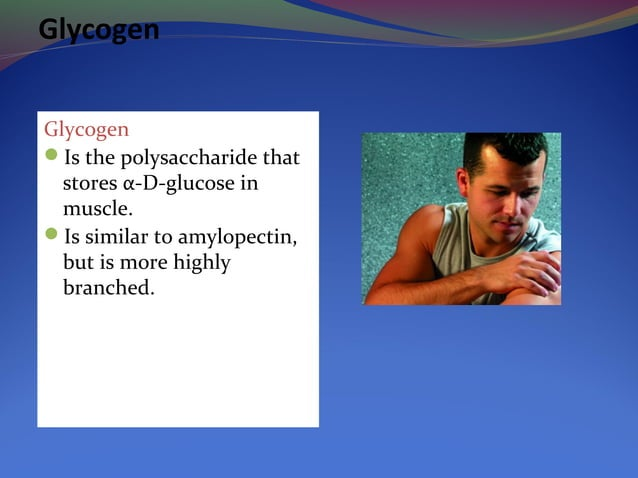 Glycogen
Glycogen
Is the polysaccharide that
stores α-D-glucose in
muscle.
Is similar to amylopectin,
but is more highly
branched.